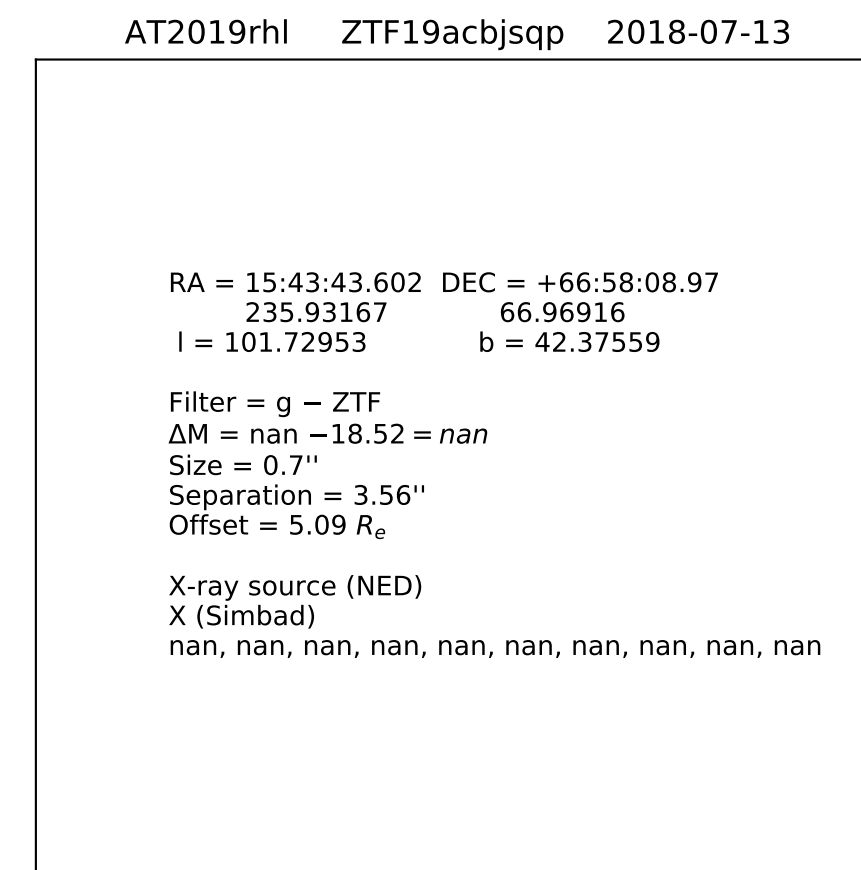 AT2019rhl ZTF19acbjsqp 2018-07-13
RA = 15:43:43.602 DEC = +66:58:08.97
235.93167 66.96916
l = 101.72953 b = 42.37559
Filter = g − ZTF
ΔM = nan −18.52 = nan
Size = 0.7''
Separation = 3.56''
Offset = 5.09 Re
X-ray source (NED)
X (Simbad)
nan, nan, nan, nan, nan, nan, nan, nan, nan, nan